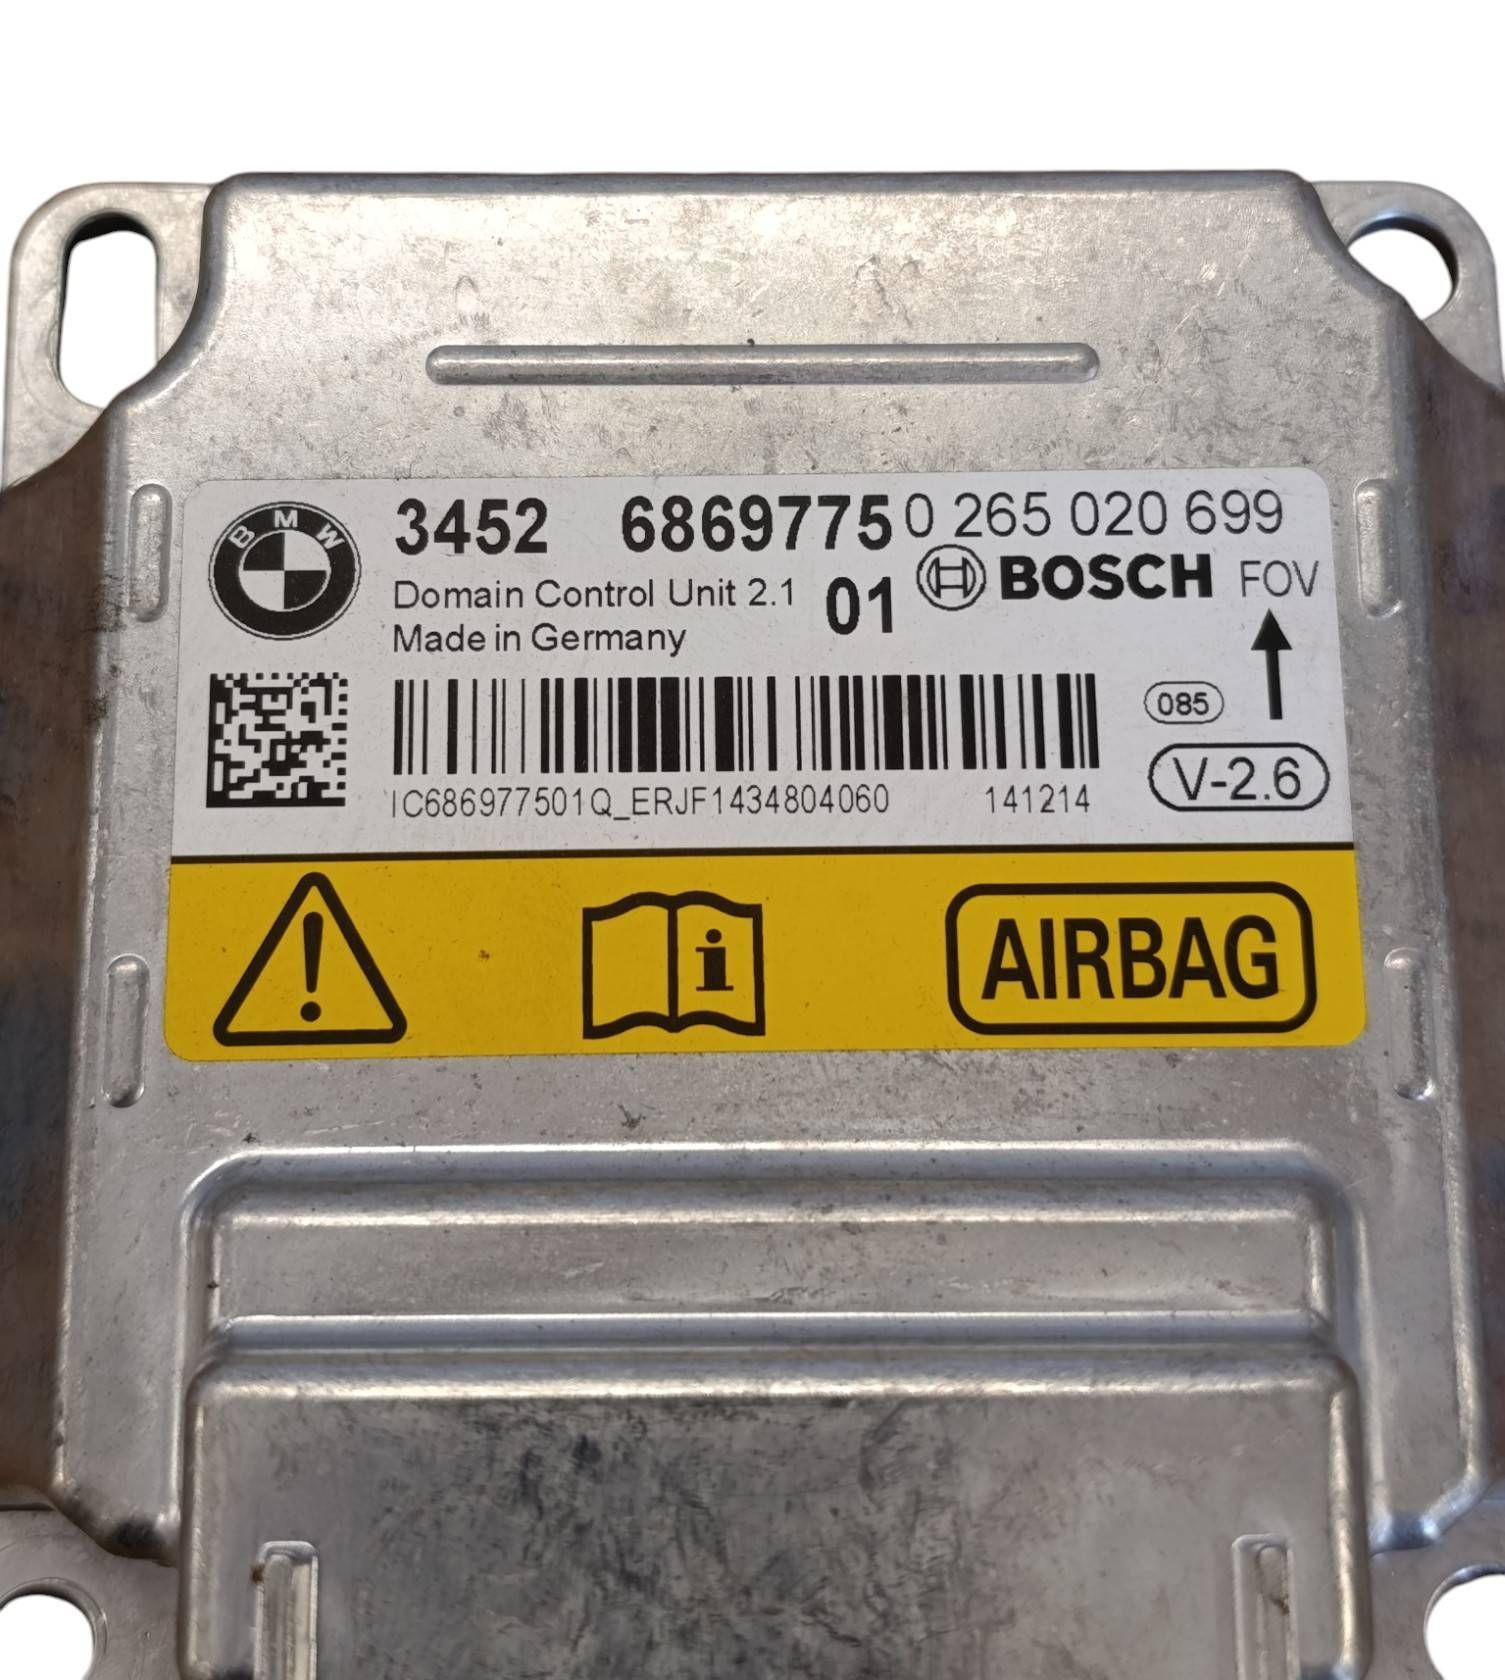 BMW
3452 6869775 0 265 020 699
Domain Control Unit 2.1 01 BOSCH FOV
Made in Germany
085
V-2.6
IC686977501Q_ERJF1434804060 141214
AIRBAG